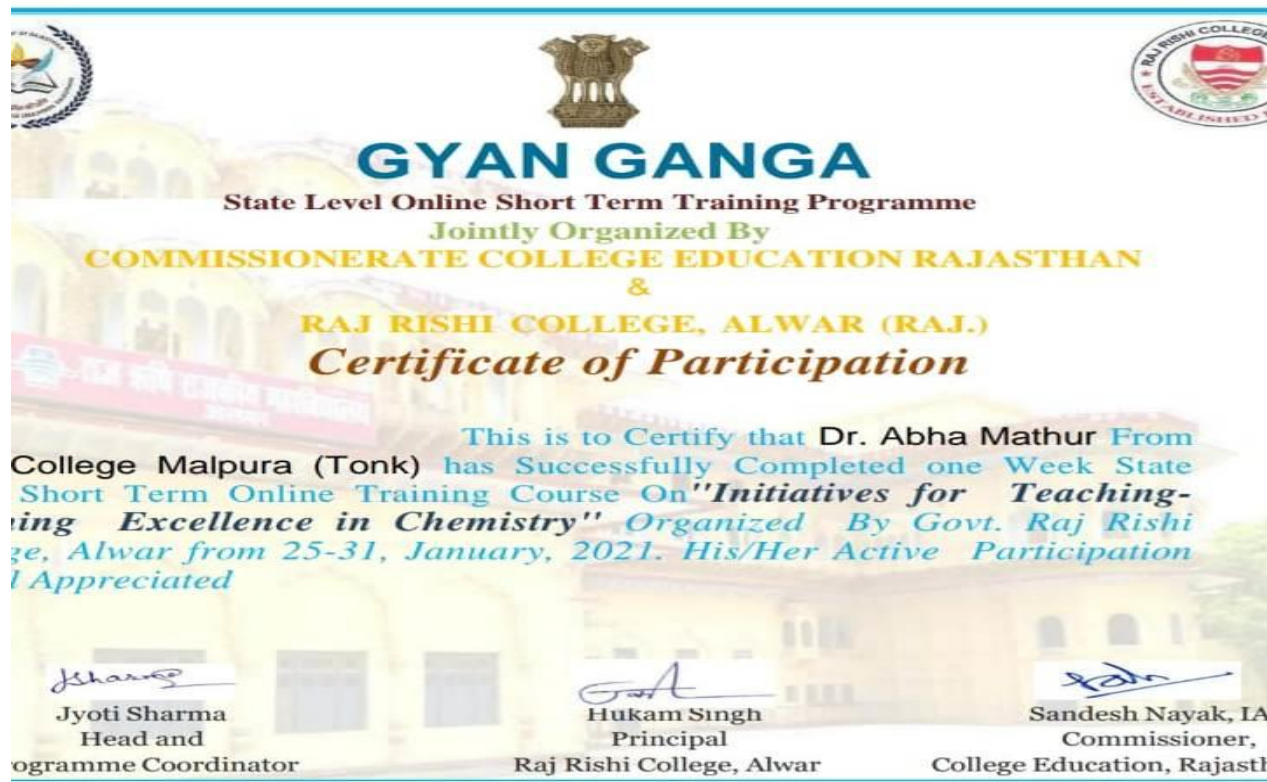 RAJ RISHI COLLEGE
ESTABLISHED
GYAN GANGA
State Level Online Short Term Training Programme
Jointly Organized By
COMMISSIONERATE COLLEGE EDUCATION RAJASTHAN
&
RAJ RISHI COLLEGE, ALWAR (RAJ.)
Certificate of Participation
This is to Certify that Dr. Abha Mathur From
College Malpura (Tonk) has Successfully Completed one Week State
Short Term Online Training Course On "Initiatives for Teaching-
ing Excellence in Chemistry" Organized By Govt. Raj Rishi
ge, Alwar from 25-31, January, 2021. His/Her Active Participation
l Appreciated
Jyoti Sharma
Head and
ogramme Coordinator
Hukam Singh
Principal
Raj Rishi College, Alwar
Sandesh Nayak, IA
Commissioner,
College Education, Rajasth